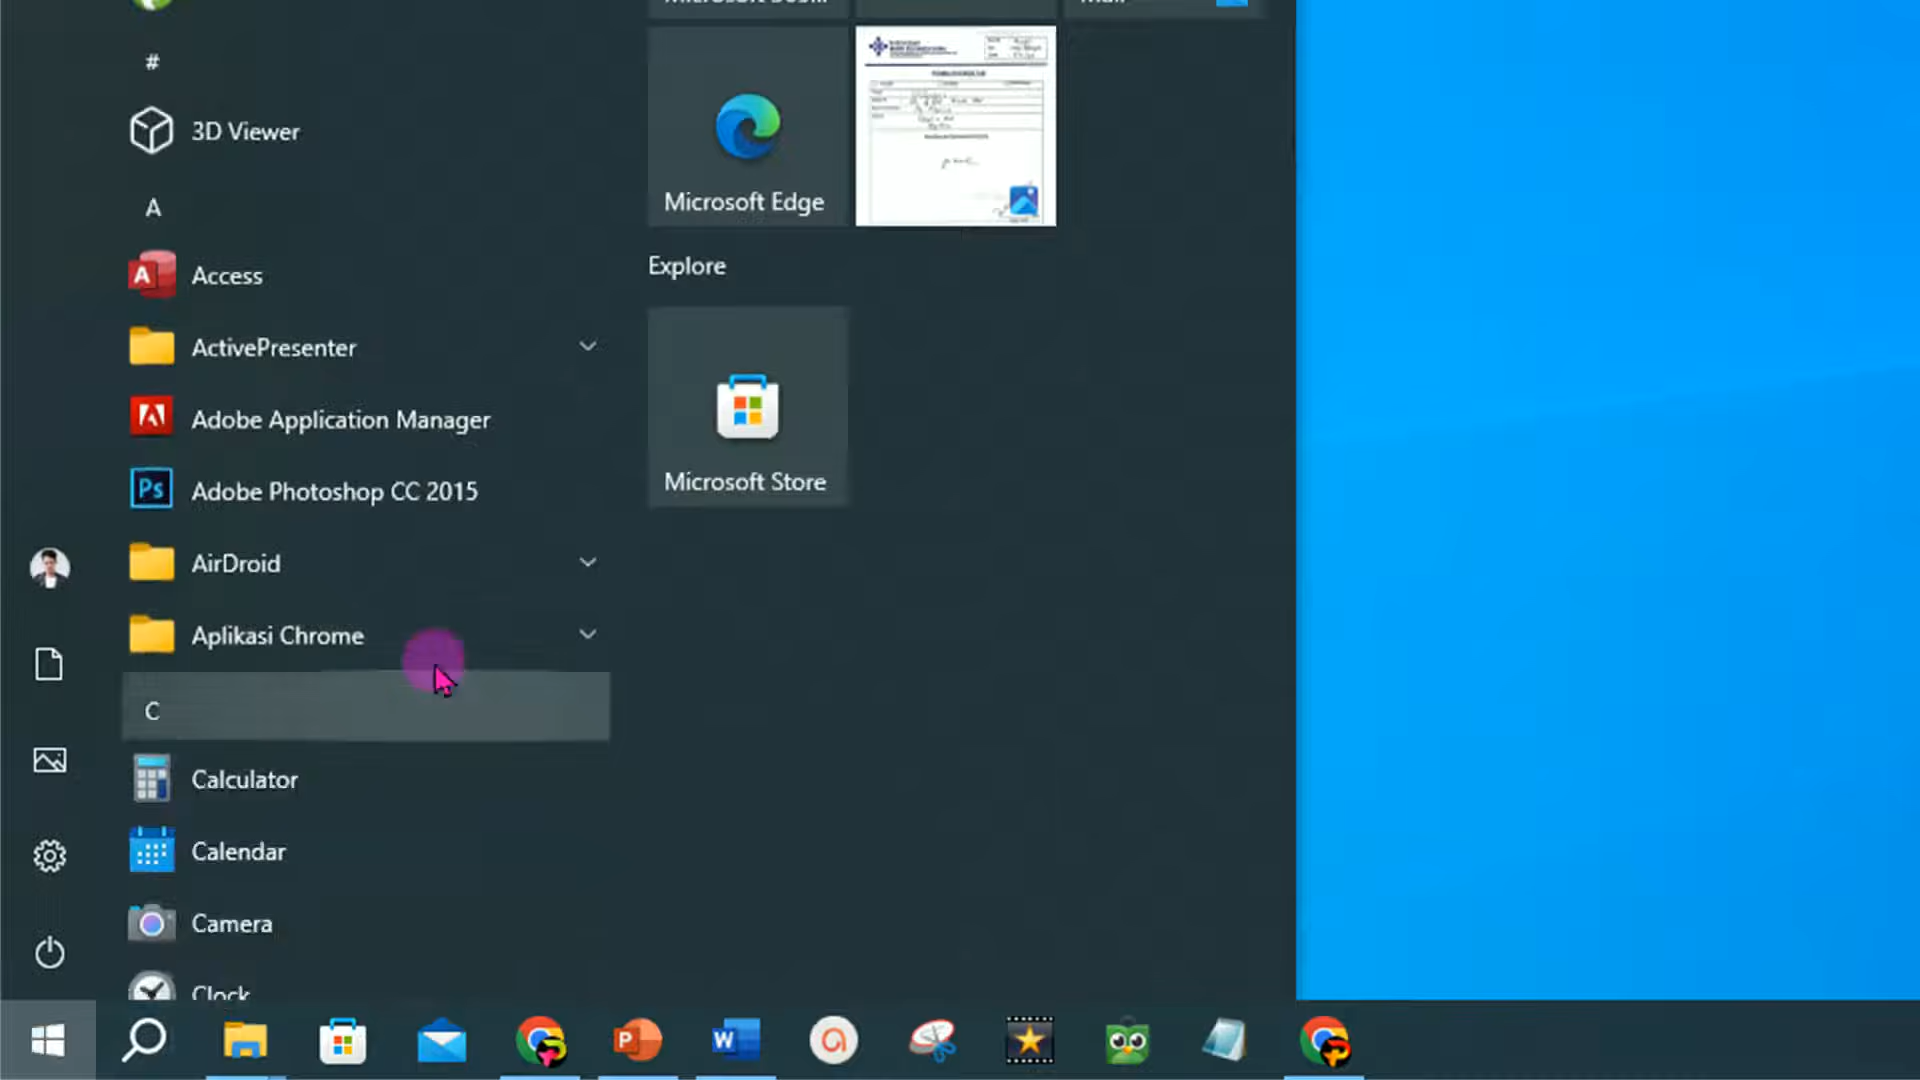 #
3D Viewer
A
Access
ActivePresenter
Adobe Application Manager
Adobe Photoshop CC 2015
AirDroid
Aplikasi Chrome
C
Calculator
Calendar
Camera
Clock
Microsoft Edge
Explore
Microsoft Store